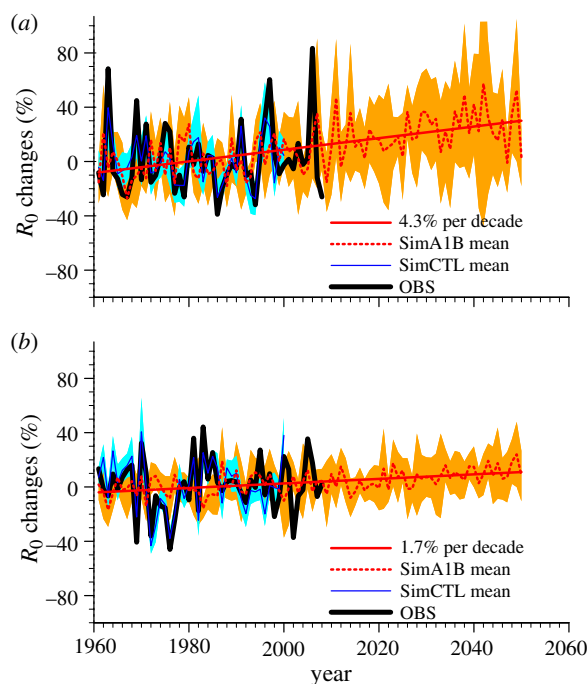 (a)
R0 changes (%)
80
40
0
−40
−80
4.3% per decade
SimA1B mean
SimCTL mean
OBS
(b)
R0 changes (%)
80
40
0
−40
−80
1.7% per decade
SimA1B mean
SimCTL mean
OBS
1960 1980 2000 2020 2040 2060
year